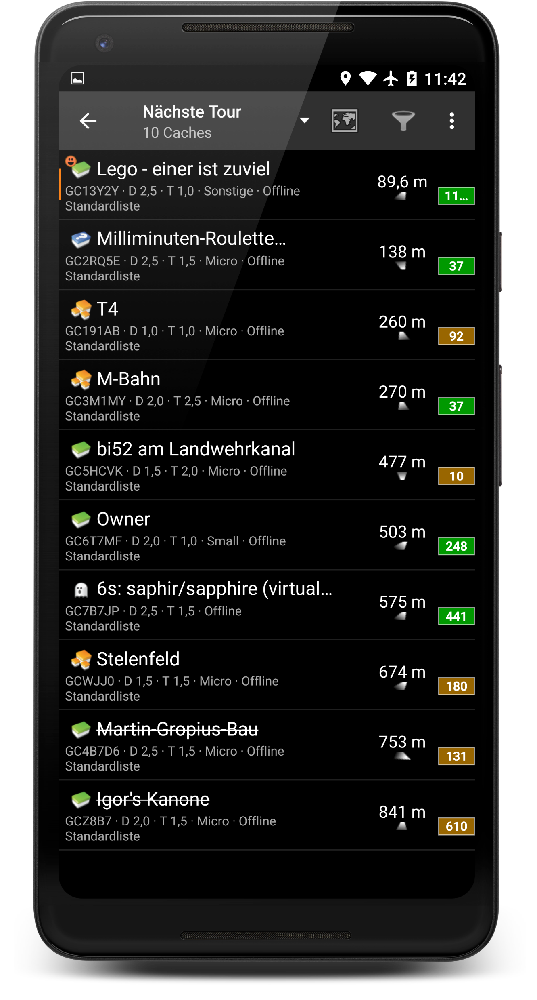 11:42
Nächste Tour
10 Caches
Lego - einer ist zuviel
GC13Y2Y · D 2,5 · T 1,0 · Sonstige · Offline
Standardliste
89,6 m
11...
Milliminuten-Roulette...
GC2RQ5E · D 2,5 · T 1,5 · Micro · Offline
Standardliste
138 m
37
T4
GC191AB · D 1,0 · T 1,0 · Micro · Offline
Standardliste
260 m
92
M-Bahn
GC3M1MY · D 2,0 · T 2,5 · Micro · Offline
Standardliste
270 m
37
bi52 am Landwehrkanal
GC5HCVK · D 1,5 · T 2,0 · Micro · Offline
Standardliste
477 m
10
Owner
GC6T7MF · D 2,0 · T 1,0 · Small · Offline
Standardliste
503 m
248
6s: saphir/sapphire (virtual...
GC7B7JP · D 2,5 · T 1,5 · Offline
Standardliste
575 m
441
Stelenfeld
GCWJJ0 · D 1,5 · T 1,5 · Micro · Offline
Standardliste
674 m
180
Martin-Gropius-Bau
GC4B7D6 · D 2,5 · T 1,5 · Micro · Offline
Standardliste
753 m
131
Igor's Kanone
GCZ8B7 · D 2,0 · T 1,5 · Micro · Offline
Standardliste
841 m
610